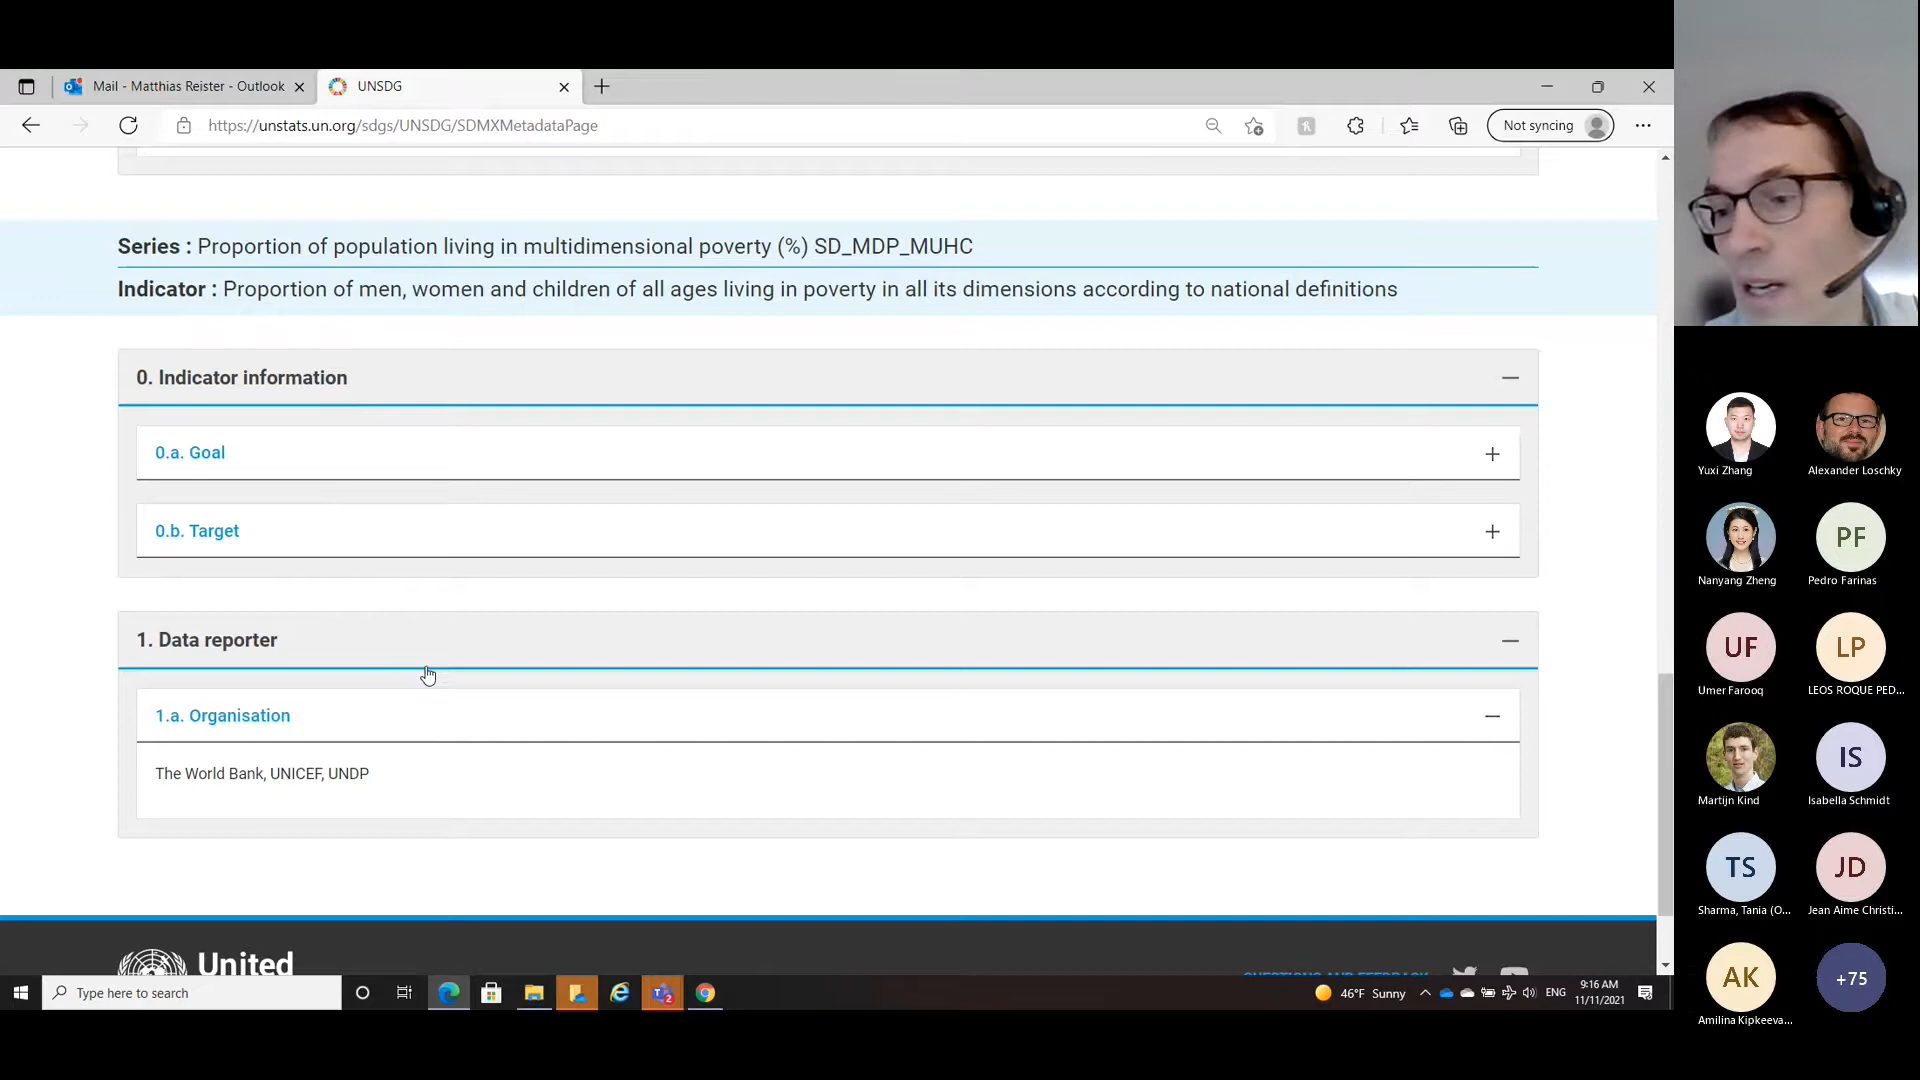 Mail - Matthias Reister - Outlook
UNSDG
https://unstats.un.org/sdgs/UNSDG/SDMXMetadataPage
Not syncing
Series : Proportion of population living in multidimensional poverty (%) SD_MDP_MUHC
Indicator : Proportion of men, women and children of all ages living in poverty in all its dimensions according to national definitions
0. Indicator information
0.a. Goal
0.b. Target
1. Data reporter
1.a. Organisation
The World Bank, UNICEF, UNDP
United
QUESTIONS AND FEEDBACK
Type here to search
46°F Sunny
ENG
9:16 AM
11/11/2021
Yuxi Zhang
Alexander Loschky
Nanyang Zheng
PF
Pedro Farinas
UF
Umer Farooq
LP
LEOS ROQUE PED...
Martijn Kind
IS
Isabella Schmidt
TS
Sharma, Tania (O...
JD
Jean Aime Christi...
AK
Amilina Kipkeeva...
+75